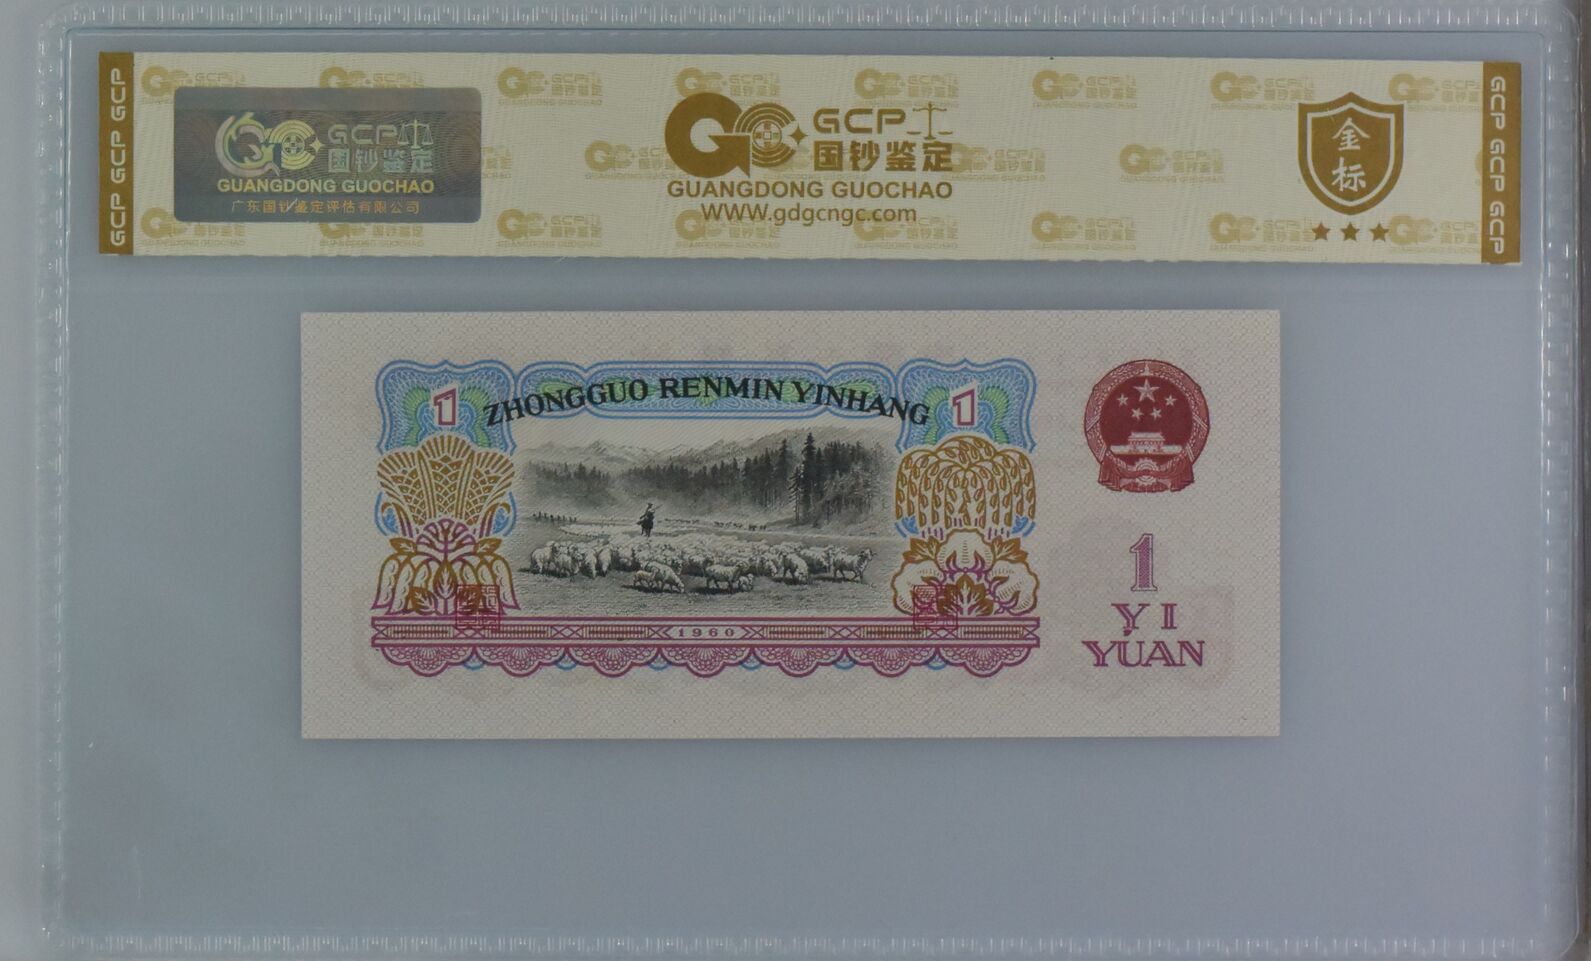 GCP GCP GCP
GCP
国钞鉴定
GUANGDONG GUOCHAO
广东国钞鉴定评估有限公司
GCP
国钞鉴定
GUANGDONG GUOCHAO
WWW.gdgcngc.com
金
标
GCP GCP GCP
1
ZHONGGUO RENMIN YINHANG
1
1960
1
YI
YUAN